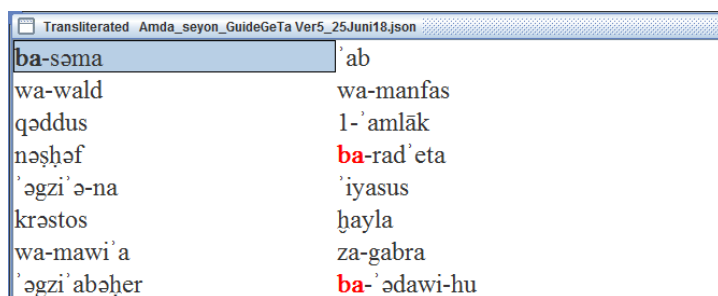 Transliterated Amda_seyon_GuideGeTa Ver5_25Juni18.json
ba-səma ʾab
wa-wald wa-manfas
qəddus 1-ʾamlāk
nəṣḥəf ba-radʾeta
ʾəgziʾə-na ʾiyasus
krəstos ḫayla
wa-mawiʾa za-gabra
ʾəgziʾabəḥer ba-ʾədawi-hu